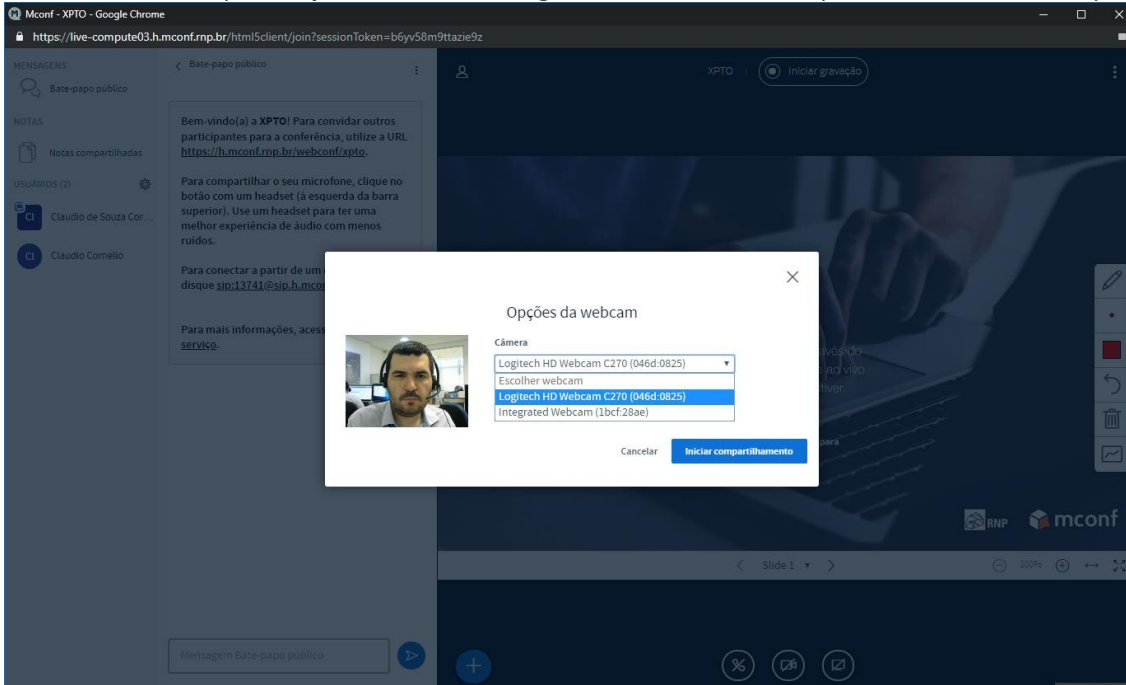 Mconf - XPTO - Google Chrome
https://live-compute03.h.mconf.rnp.br/html5client/join?sessionToken=b6yv58m9ttazie9z
MENSAGENS
Bate-papo público
NOTAS
Notas compartilhadas
USUÁRIOS (2)
CI Claudio de Souza Cor...
CI Claudio Cornelio
Bate-papo público
Bem-vindo(a) a XPTO! Para convidar outros
participantes para a conferência, utilize a URL
https://h.mconf.rnp.br/webconf/xpto.
Para compartilhar o seu microfone, clique no
botão com um headset (à esquerda da barra
superior). Use um headset para ter uma
melhor experiência de áudio com menos
ruídos.
Para conectar a partir de um
disque sip:13741@sip.h.mcon
Para mais informações, acess
serviço.
Mensagem Bate-papo público
XPTO
Iniciar gravação
Opções da webcam
Câmera
Logitech HD Webcam C270 (046d:0825)
Escolher webcam
Logitech HD Webcam C270 (046d:0825)
Integrated Webcam (1bcf:28ae)
Cancelar
Iniciar compartilhamento
ao vivo
para
RNP
mconf
Slide 1
100%